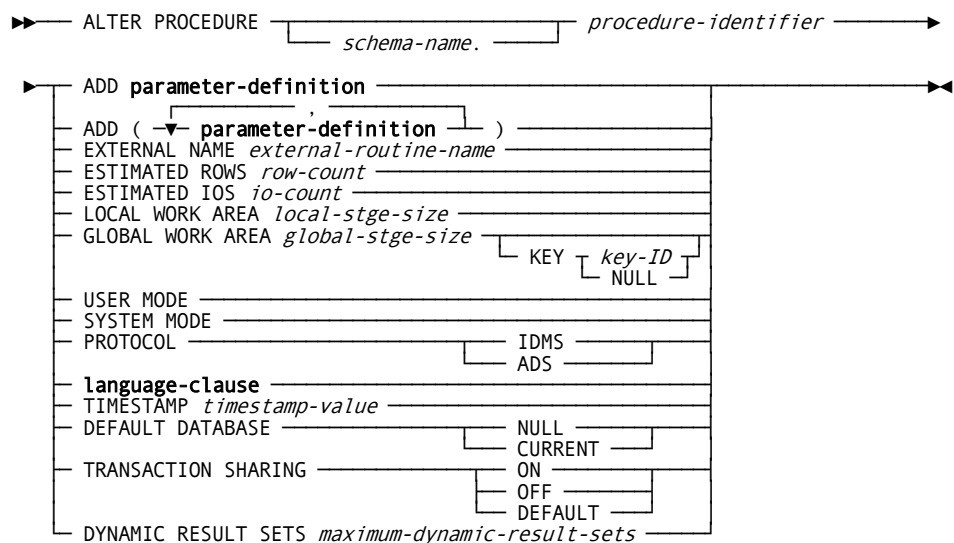 ALTER PROCEDURE procedure-identifier
schema-name.
ADD parameter-definition
,
ADD ( parameter-definition )
EXTERNAL NAME external-routine-name
ESTIMATED ROWS row-count
ESTIMATED IOS io-count
LOCAL WORK AREA local-stge-size
GLOBAL WORK AREA global-stge-size
KEY key-ID
NULL
USER MODE
SYSTEM MODE
PROTOCOL IDMS
ADS
language-clause
TIMESTAMP timestamp-value
DEFAULT DATABASE NULL
CURRENT
TRANSACTION SHARING ON
OFF
DEFAULT
DYNAMIC RESULT SETS maximum-dynamic-result-sets